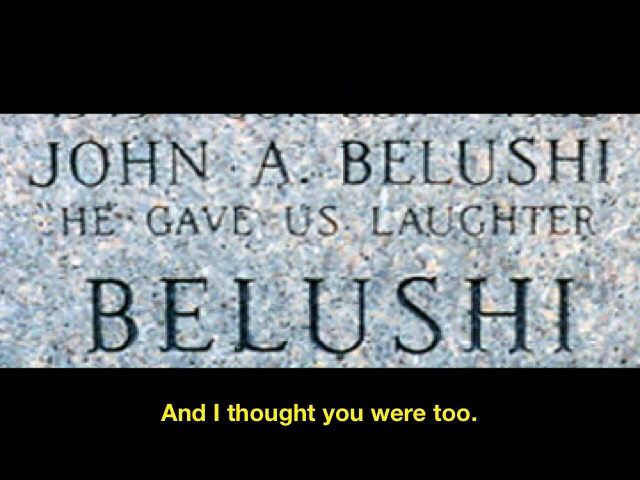 JOHN A. BELUSHI
"HE GAVE US LAUGHTER
BELUSHI
And I thought you were too.